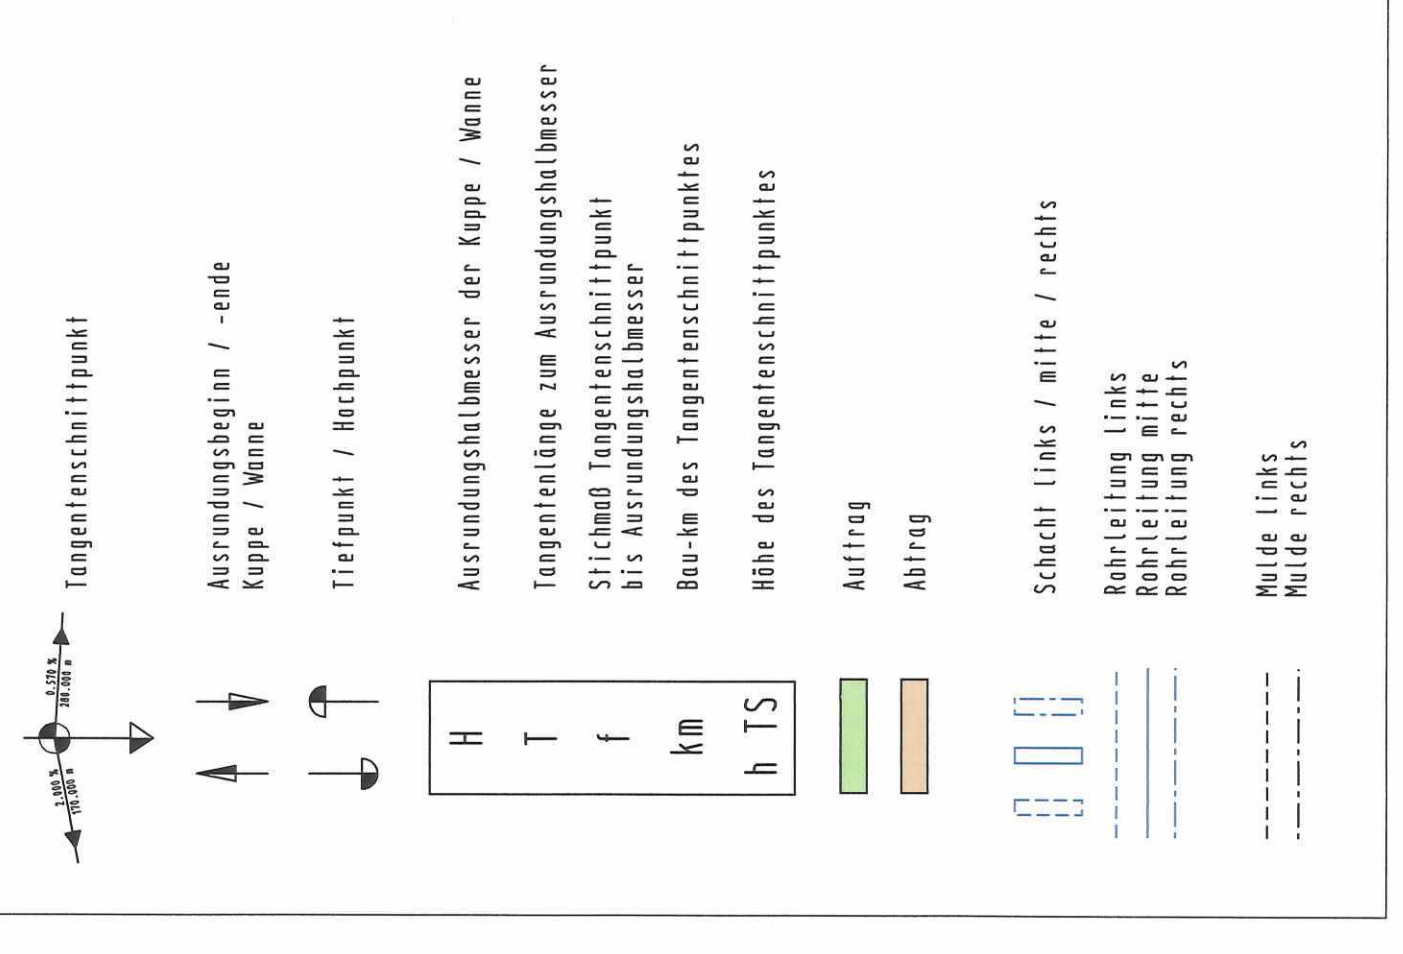 2.000 %
170.000 m
0.570 %
280.000 m
Tangentenschnittpunkt
Ausrundungsbeginn / -ende
Kuppe / Wanne
Tiefpunkt / Hochpunkt
H
Ausrundungshalbmesser der Kuppe / Wanne
T
Tangentenlänge zum Ausrundungshalbmesser
f
Stichmaß Tangentenschnittpunkt
bis Ausrundungshalbmesser
km
Bau-km des Tangentenschnittpunktes
h TS
Höhe des Tangentenschnittpunktes
Auftrag
Abtrag
Schacht links / mitte / rechts
Rohrleitung links
Rohrleitung mitte
Rohrleitung rechts
Mulde links
Mulde rechts